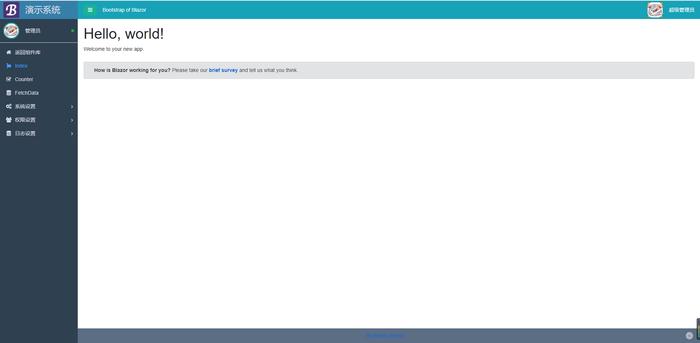 B 演示系统
Bootstrap of Blazor
超级管理员
管理员
返回组件库
Index
Counter
FetchData
系统设置
权限设置
日志设置
Hello, world!
Welcome to your new app.
How is Blazor working for you? Please take our brief survey and tell us what you think.